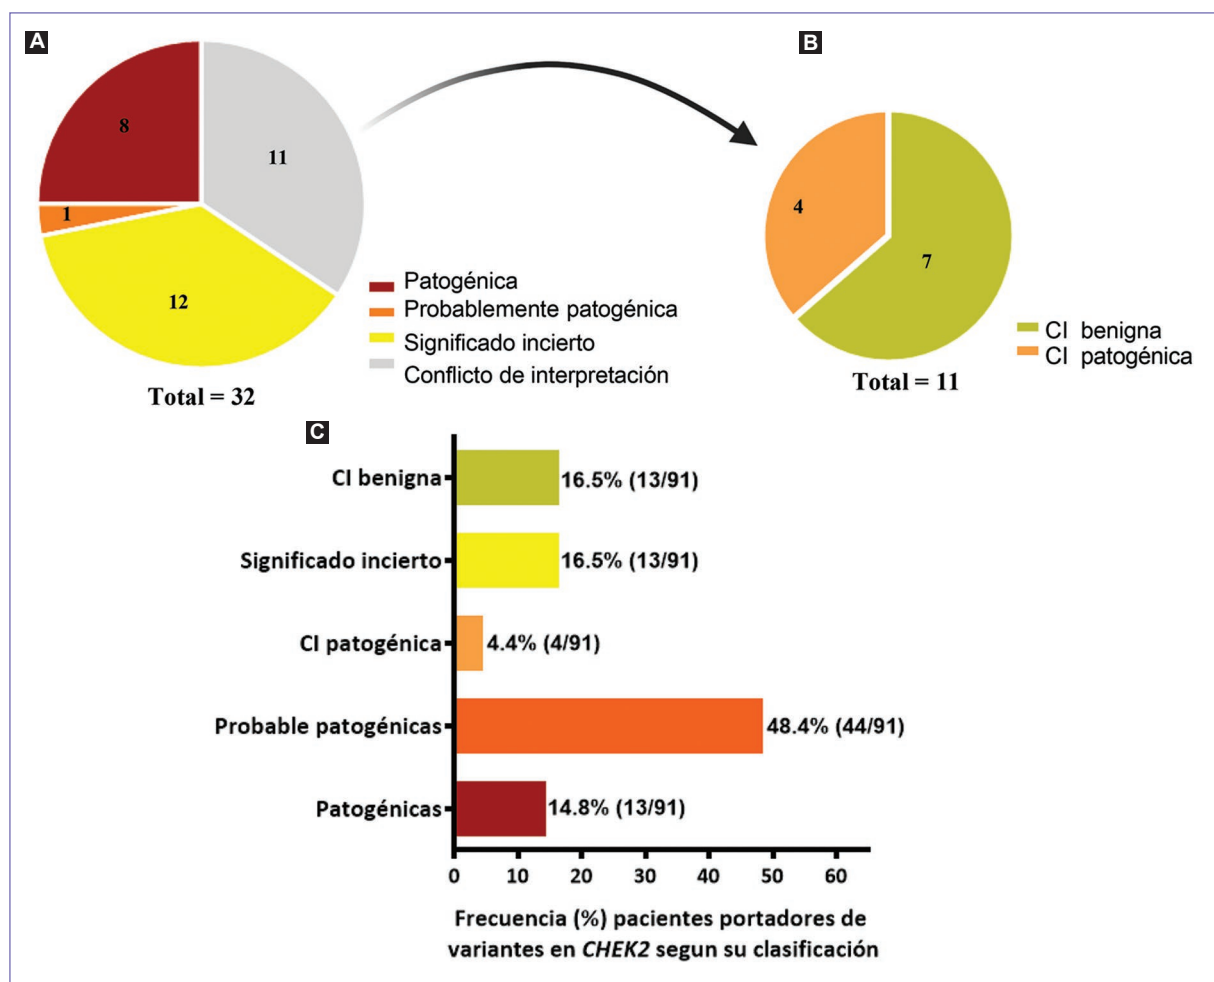 A
B
8
11
1
12
Patogénica
Probablemente patogénica
Significado incierto
Conflicto de interpretación
Total = 32
4
7
CI benigna
CI patogénica
Total = 11
C
CI benigna
16.5% (13/91)
Significado incierto
16.5% (13/91)
CI patogénica
4.4% (4/91)
Probable patogénicas
48.4% (44/91)
Patogénicas
14.8% (13/91)
0 10 20 30 40 50 60
Frecuencia (%) pacientes portadores de
variantes en CHEK2 segun su clasificación